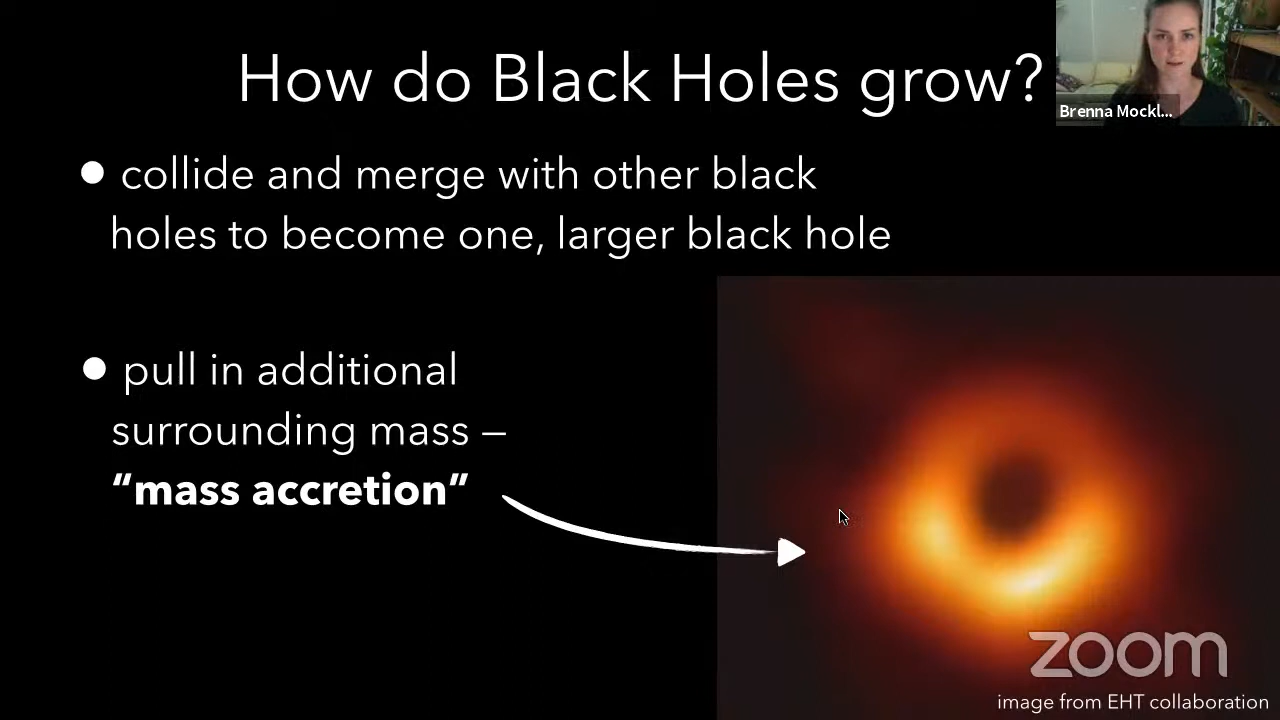 How do Black Holes grow?
Brenna Mockl...
● collide and merge with other black
holes to become one, larger black hole
● pull in additional
surrounding mass –
“mass accretion”
zoom
image from EHT collaboration